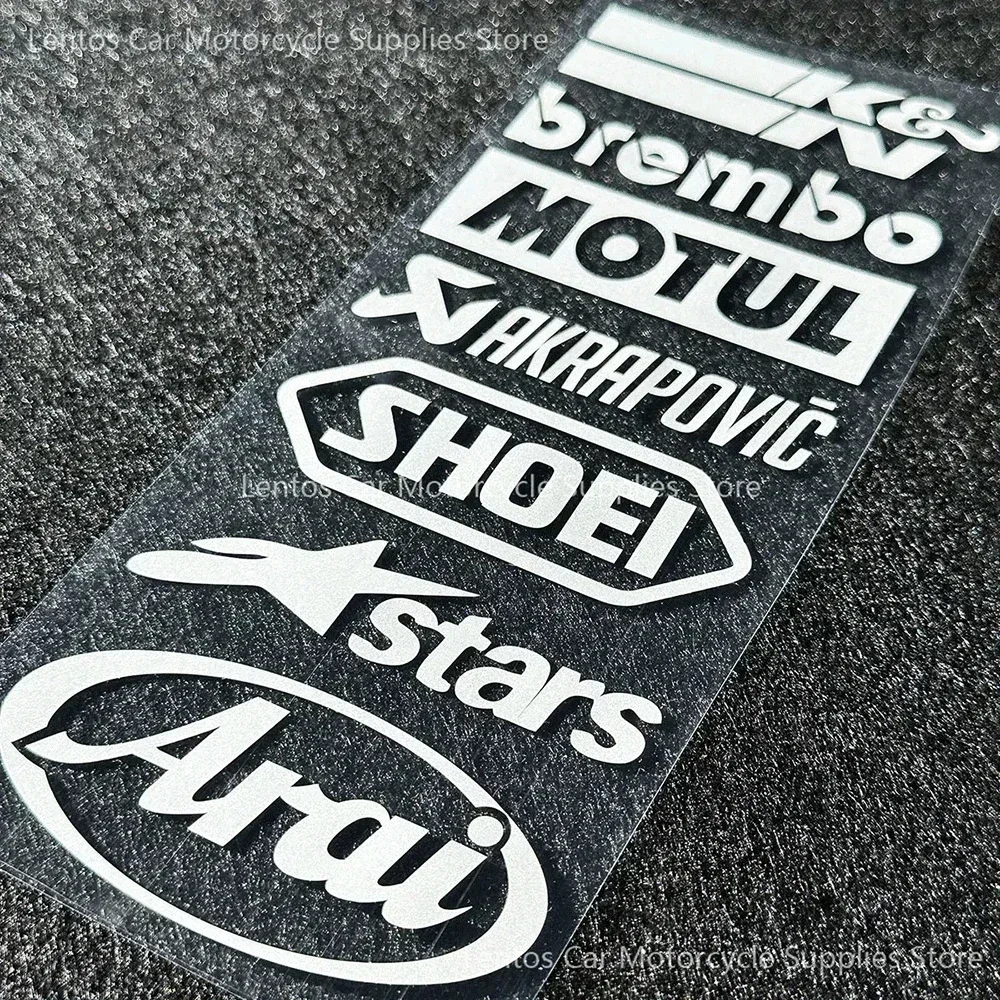 Lentos Car Motorcycle Supplies Store
K&N
brembo
MOTUL
AKRAPOVIČ
SHOEI
Lentos Car Motorcycle Supplies Store
stars
Arai
Lentos Car Motorcycle Supplies Store